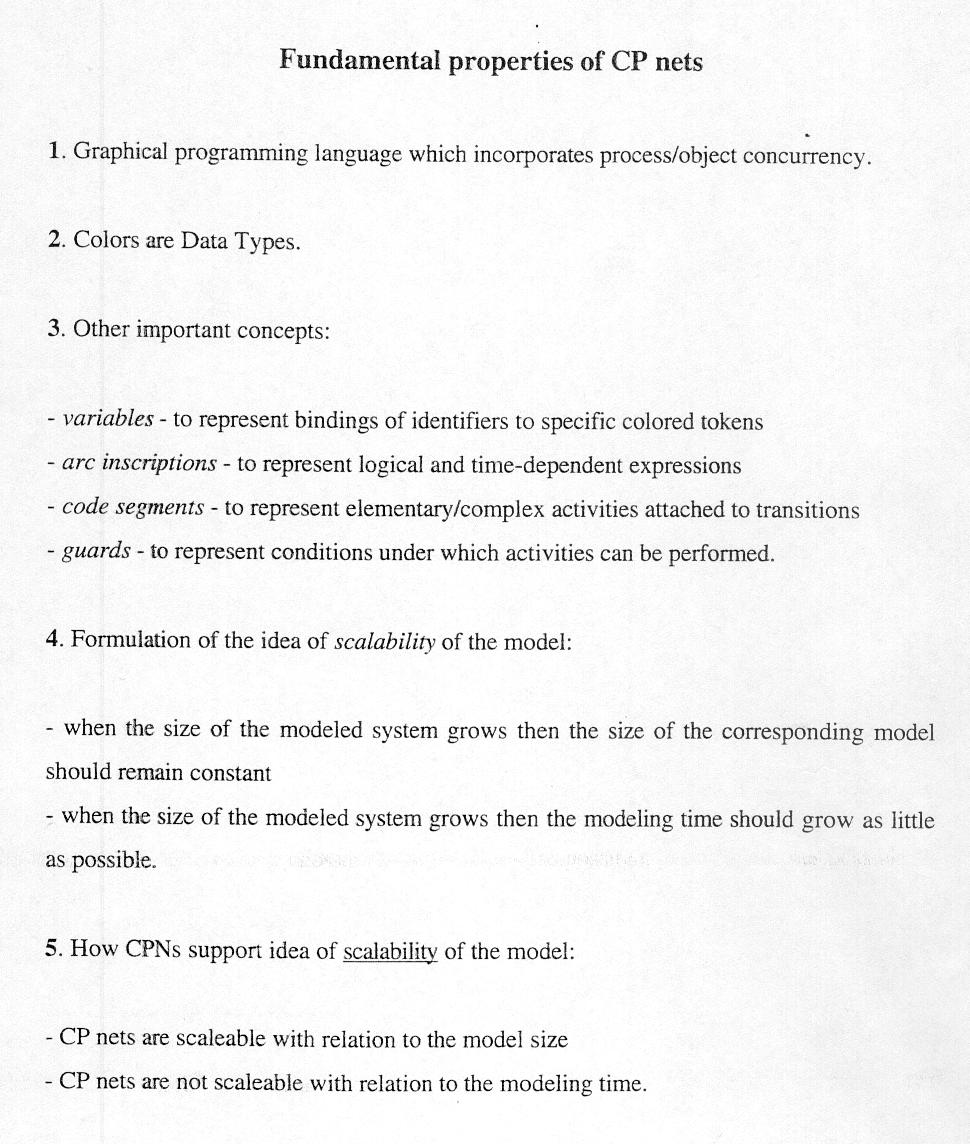 Fundamental properties of CP nets
1. Graphical programming language which incorporates process/object concurrency.
2. Colors are Data Types.
3. Other important concepts:
- variables - to represent bindings of identifiers to specific colored tokens
- arc inscriptions - to represent logical and time-dependent expressions
- code segments - to represent elementary/complex activities attached to transitions
- guards - to represent conditions under which activities can be performed.
4. Formulation of the idea of scalability of the model:
- when the size of the modeled system grows then the size of the corresponding model
should remain constant
- when the size of the modeled system grows then the modeling time should grow as little
as possible.
5. How CPNs support idea of scalability of the model:
- CP nets are scaleable with relation to the model size
- CP nets are not scaleable with relation to the modeling time.